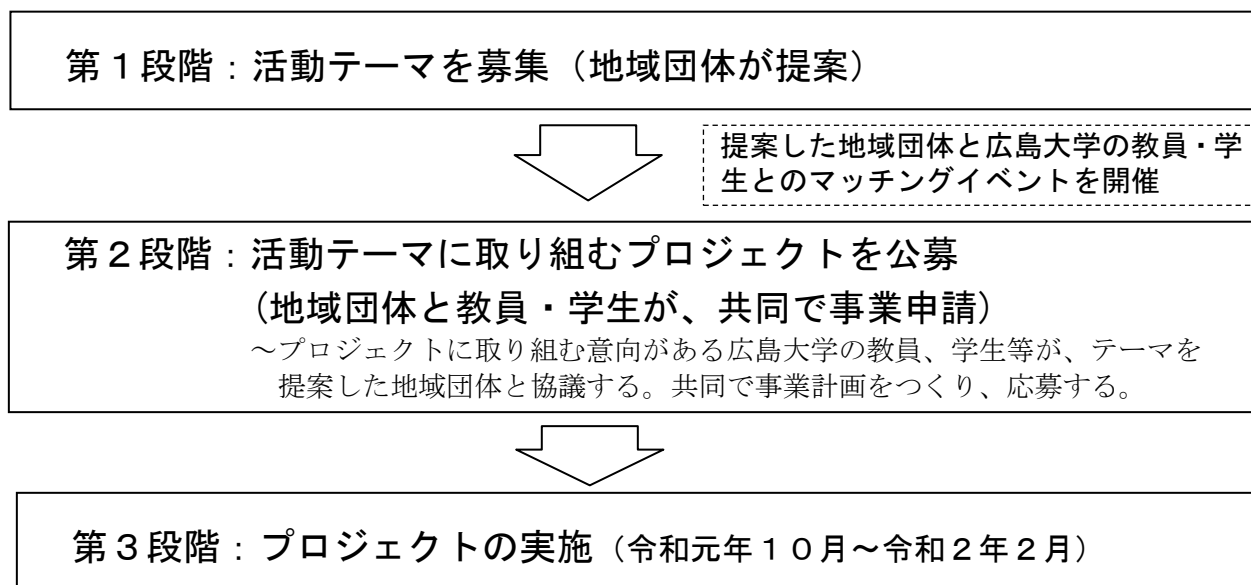 第１段階：活動テーマを募集（地域団体が提案）
提案した地域団体と広島大学の教員・学
生とのマッチングイベントを開催
第２段階：活動テーマに取り組むプロジェクトを公募
（地域団体と教員・学生が、共同で事業申請）
～プロジェクトに取り組む意向がある広島大学の教員、学生等が、テーマを
提案した地域団体と協議する。共同で事業計画をつくり、応募する。
第３段階：プロジェクトの実施（令和元年１０月～令和２年２月）